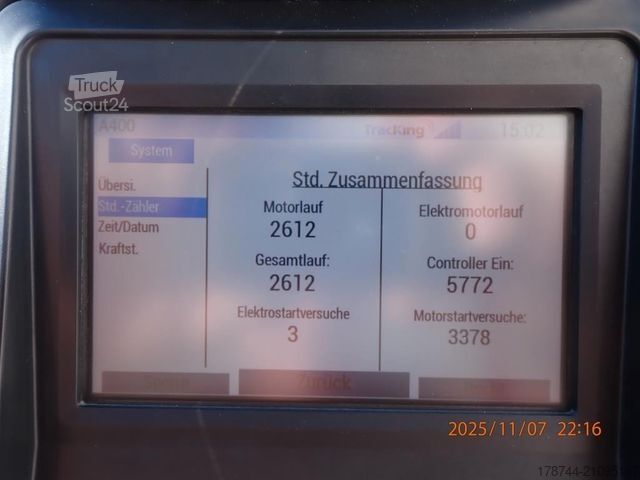 Truck
Scout24
A400
TracKing
15:02
System
Übersi.
Std.-Zähler
Zeit/Datum
Kraftst.
Std. Zusammenfassung
Motorlauf
2612
Elektromotorlauf
0
Gesamtlauf:
2612
Controller Ein:
5772
Elektrostartversuche
3
Motorstartversuche:
3378
Zurück
2025/11/07 22:16